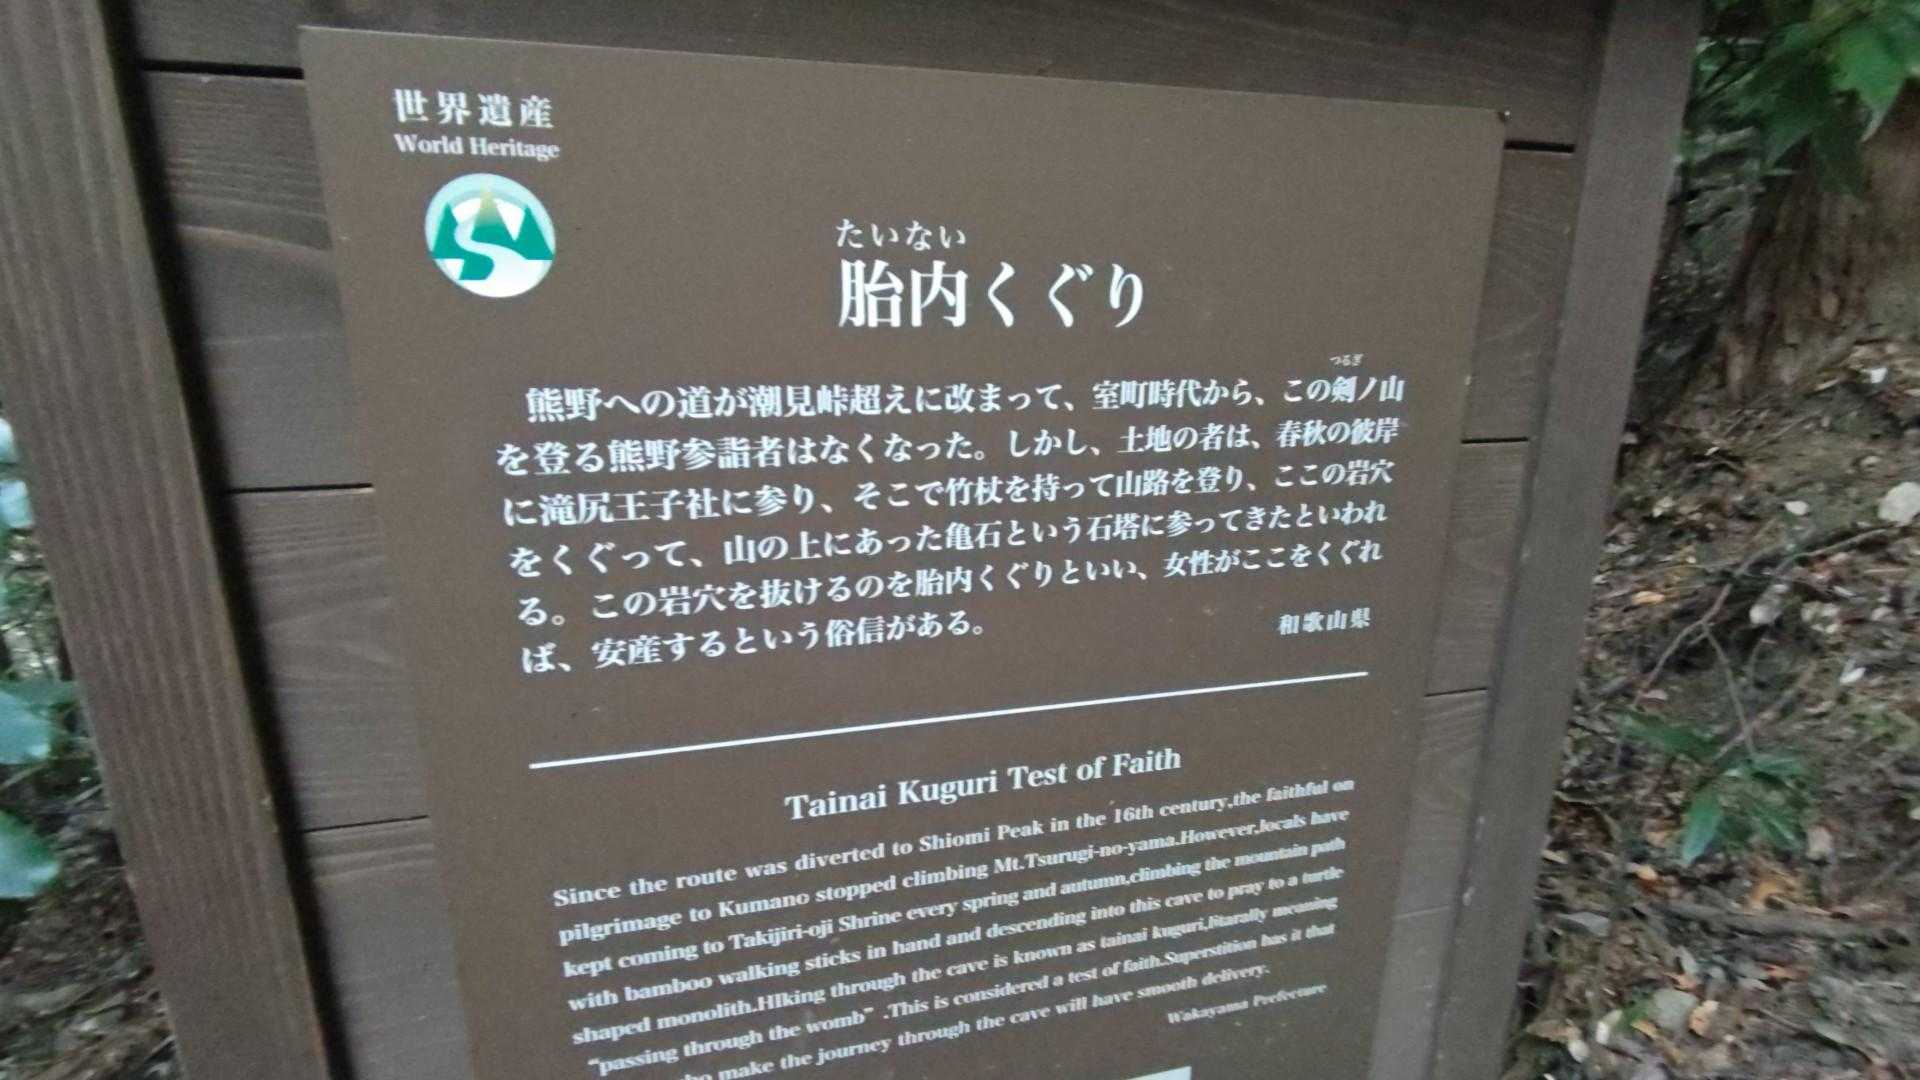 世界遺産
World Heritage
たいない
胎内くぐり
つるぎ
熊野への道が潮見峠超えに改まって、室町時代から、この剣ノ山
を登る熊野参詣者はなくなった。しかし、土地の者は、春秋の彼岸
に滝尻王子社に参り、そこで竹杖を持って山路を登り、ここの岩穴
をくぐって、山の上にあった亀石という石塔に参ってきたといわれ
る。この岩穴を抜けるのを胎内くぐりといい、女性がここをくぐれ
ば、安産するという俗信がある。
和歌山県
Tainai Kuguri Test of Faith
Since the route was diverted to Shiomi Peak in the 16th century,the faithful on
pilgrimage to Kumano stopped climbing Mt.Tsurugi-no-yama.However,locals have
kept coming to Takijiri-oji Shrine every spring and autumn,climbing the mountain path
with bamboo walking sticks in hand and descending into this cave to pray to a turtle
shaped monolith.HIking through the cave is known as tainai kuguri,litarally meaning
“passing through the womb” .This is considered a test of faith.Superstition has it that
make the journey through the cave will have smooth delivery.
Wakayama Prefecture